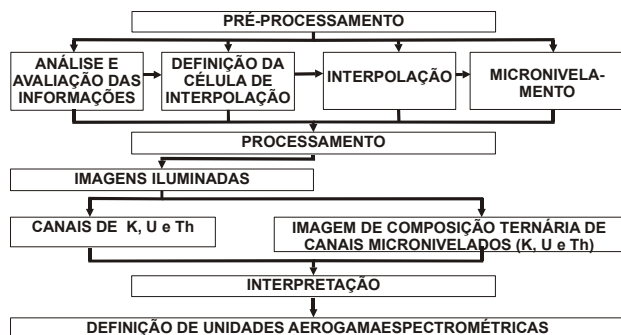 PRÉ-PROCESSAMENTO
ANÁLISE E
AVALIAÇÃO DAS
INFORMAÇÕES
DEFINIÇÃO DA
CÉLULA DE
INTERPOLAÇÃO
INTERPOLAÇÃO
MICRONIVELA-
MENTO
PROCESSAMENTO
IMAGENS ILUMINADAS
CANAIS DE K, U e Th
IMAGEM DE COMPOSIÇÃO TERNÁRIA DE
CANAIS MICRONIVELADOS (K, U e Th)
INTERPRETAÇÃO
DEFINIÇÃO DE UNIDADES AEROGAMAESPECTROMÉTRICAS